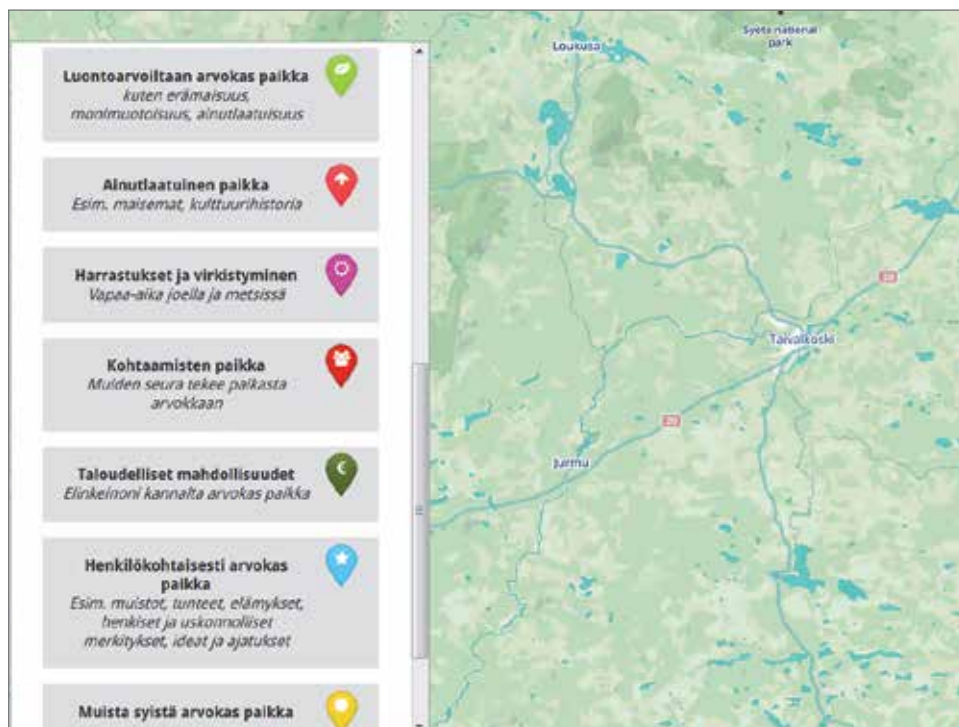 Luontoarvoiltaan arvokas paikka
kuten erämaisuus,
monimuotoisuus, ainutlaatuisuus
Ainutlaatuinen paikka
Esim. maisemat, kulttuurihistoria
Harrastukset ja virkistyminen
Vapaa-aika joella ja metsissä
Kohtaamisten paikka
Muiden seura tekee paikasta
arvokkaan
Taloudelliset mahdollisuudet
Elinkeinoni kannalta arvokas paikka
Henkilökohtaisesti arvokas
paikka
Esim. muistot, tunteet, elämykset,
henkiset ja uskonnolliset
merkitykset, ideat ja ajatukset
Muista syistä arvokas paikka
Syöte national
park
Loukusa
20
Taivalkoski
20
Jurmu